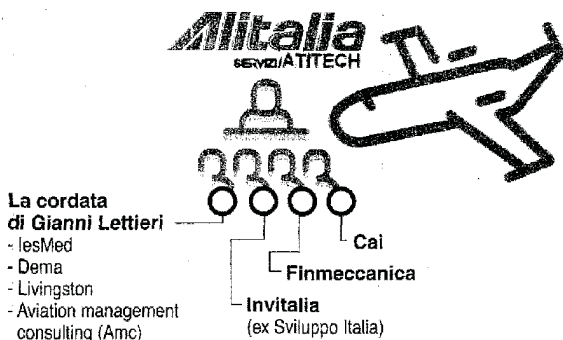 Alitalia
SERVIZI/ATITECH
La cordata
di Gianni Lettieri
- IesMed
- Dema
- Livingston
- Aviation management
consulting (Amc)
Invitalia
(ex Sviluppo Italia)
Finmeccanica
Cai